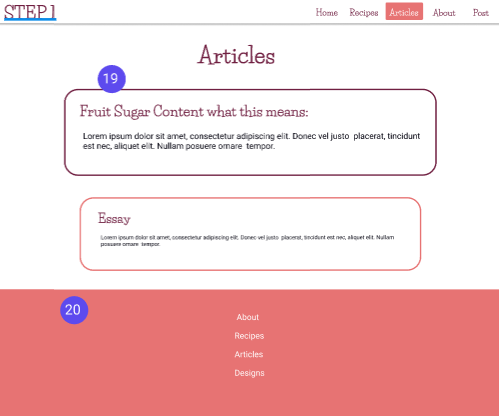 STEP 1
Home Recipes Articles About Post
Articles
19
Fruit Sugar Content what this means:
Lorem ipsum dolor sit amet, consectetur adipiscing elit. Donec vel justo placerat, tincidunt
est nec, aliquet elit. Nullam posuere ornare tempor.
Essay
Lorem ipsum dolor sit amet, consectetur adipiscing elit. Donec vel justo placerat, tincidunt est nec, aliquet elit. Nullam
posuere ornare tempor.
20
About
Recipes
Articles
Designs